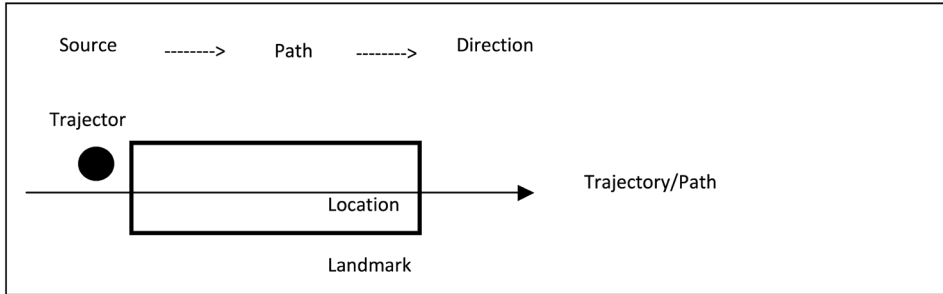 Source --------> Path --------> Direction
Trajector
Trajectory/Path
Location
Landmark